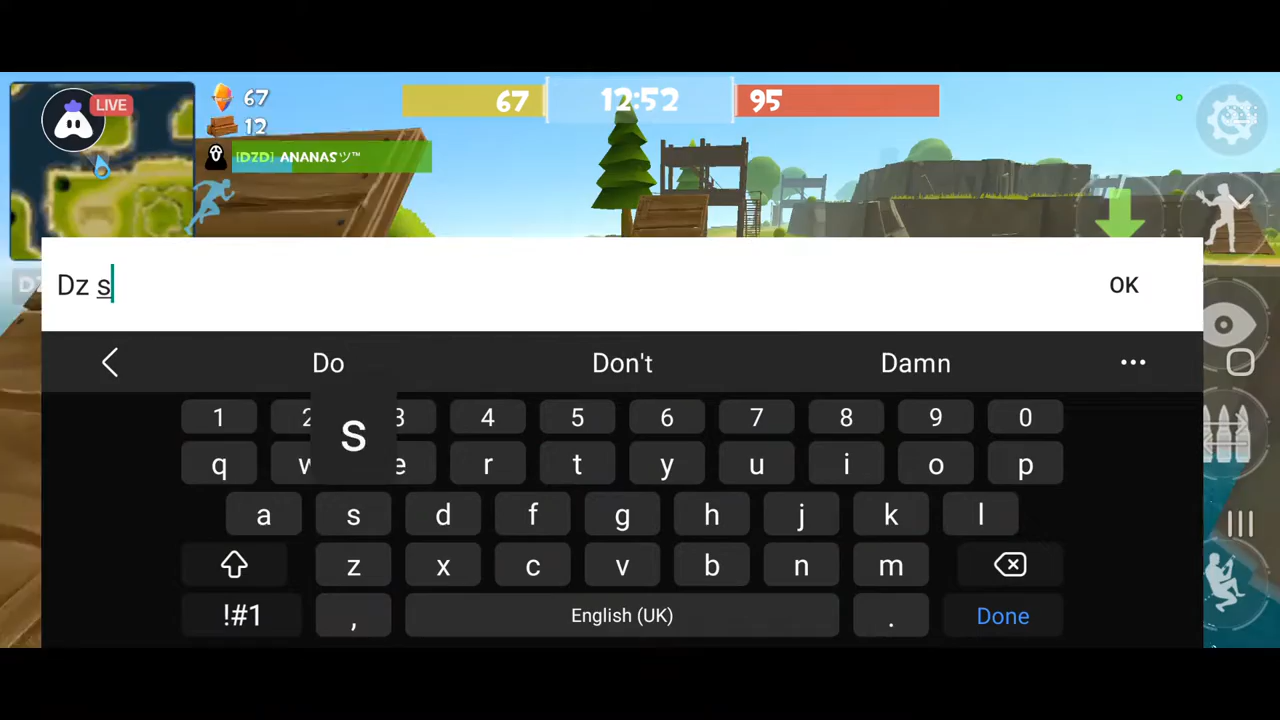 LIVE
67
12
67
12:52
95
[DZD] ANANASツ™
DZ
Dz s
OK
Do
Don't
Damn
s
1 2 3 4 5 6 7 8 9 0
q w e r t y u i o p
a s d f g h j k l
z x c v b n m
!#1
,
English (UK)
.
Done